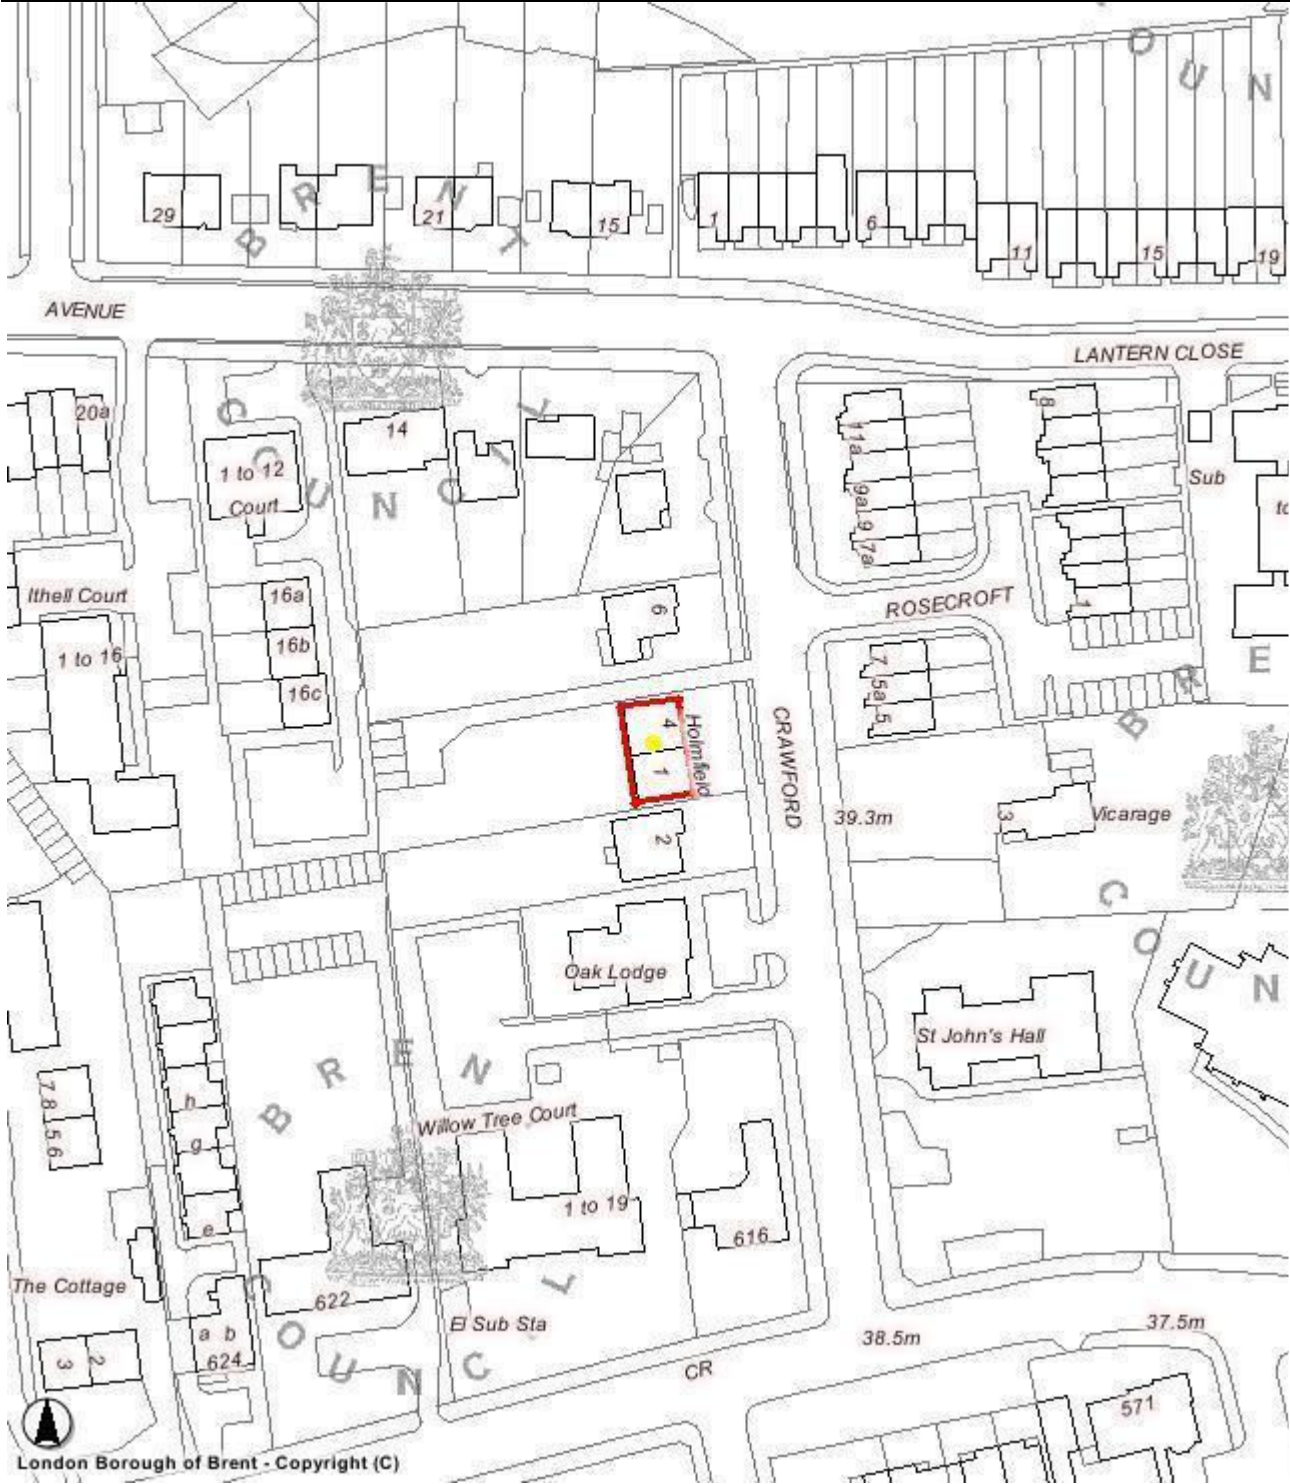 O U N
B R E N T
29
21
15
1
6
11
15
19
AVENUE
LANTERN CLOSE
20a
C O U N C I L
14
1 to 12
Court
11a
9a
9
7a
8
Sub
to
Ithell Court
16a
6
ROSECROFT
1
1 to 16
16b
16c
7
5a
5
B R E
Holmfield
4
1
CRAWFORD
39.3m
3
Vicarage
2
Oak Lodge
C O U N
St John's Hall
B R E N
7 8
5 6
h
g
e
Willow Tree Court
1 to 19
616
The Cottage
622
El Sub Sta
C O U N C L
a b
624
3
2
38.5m
37.5m
CR
571
London Borough of Brent - Copyright (C)